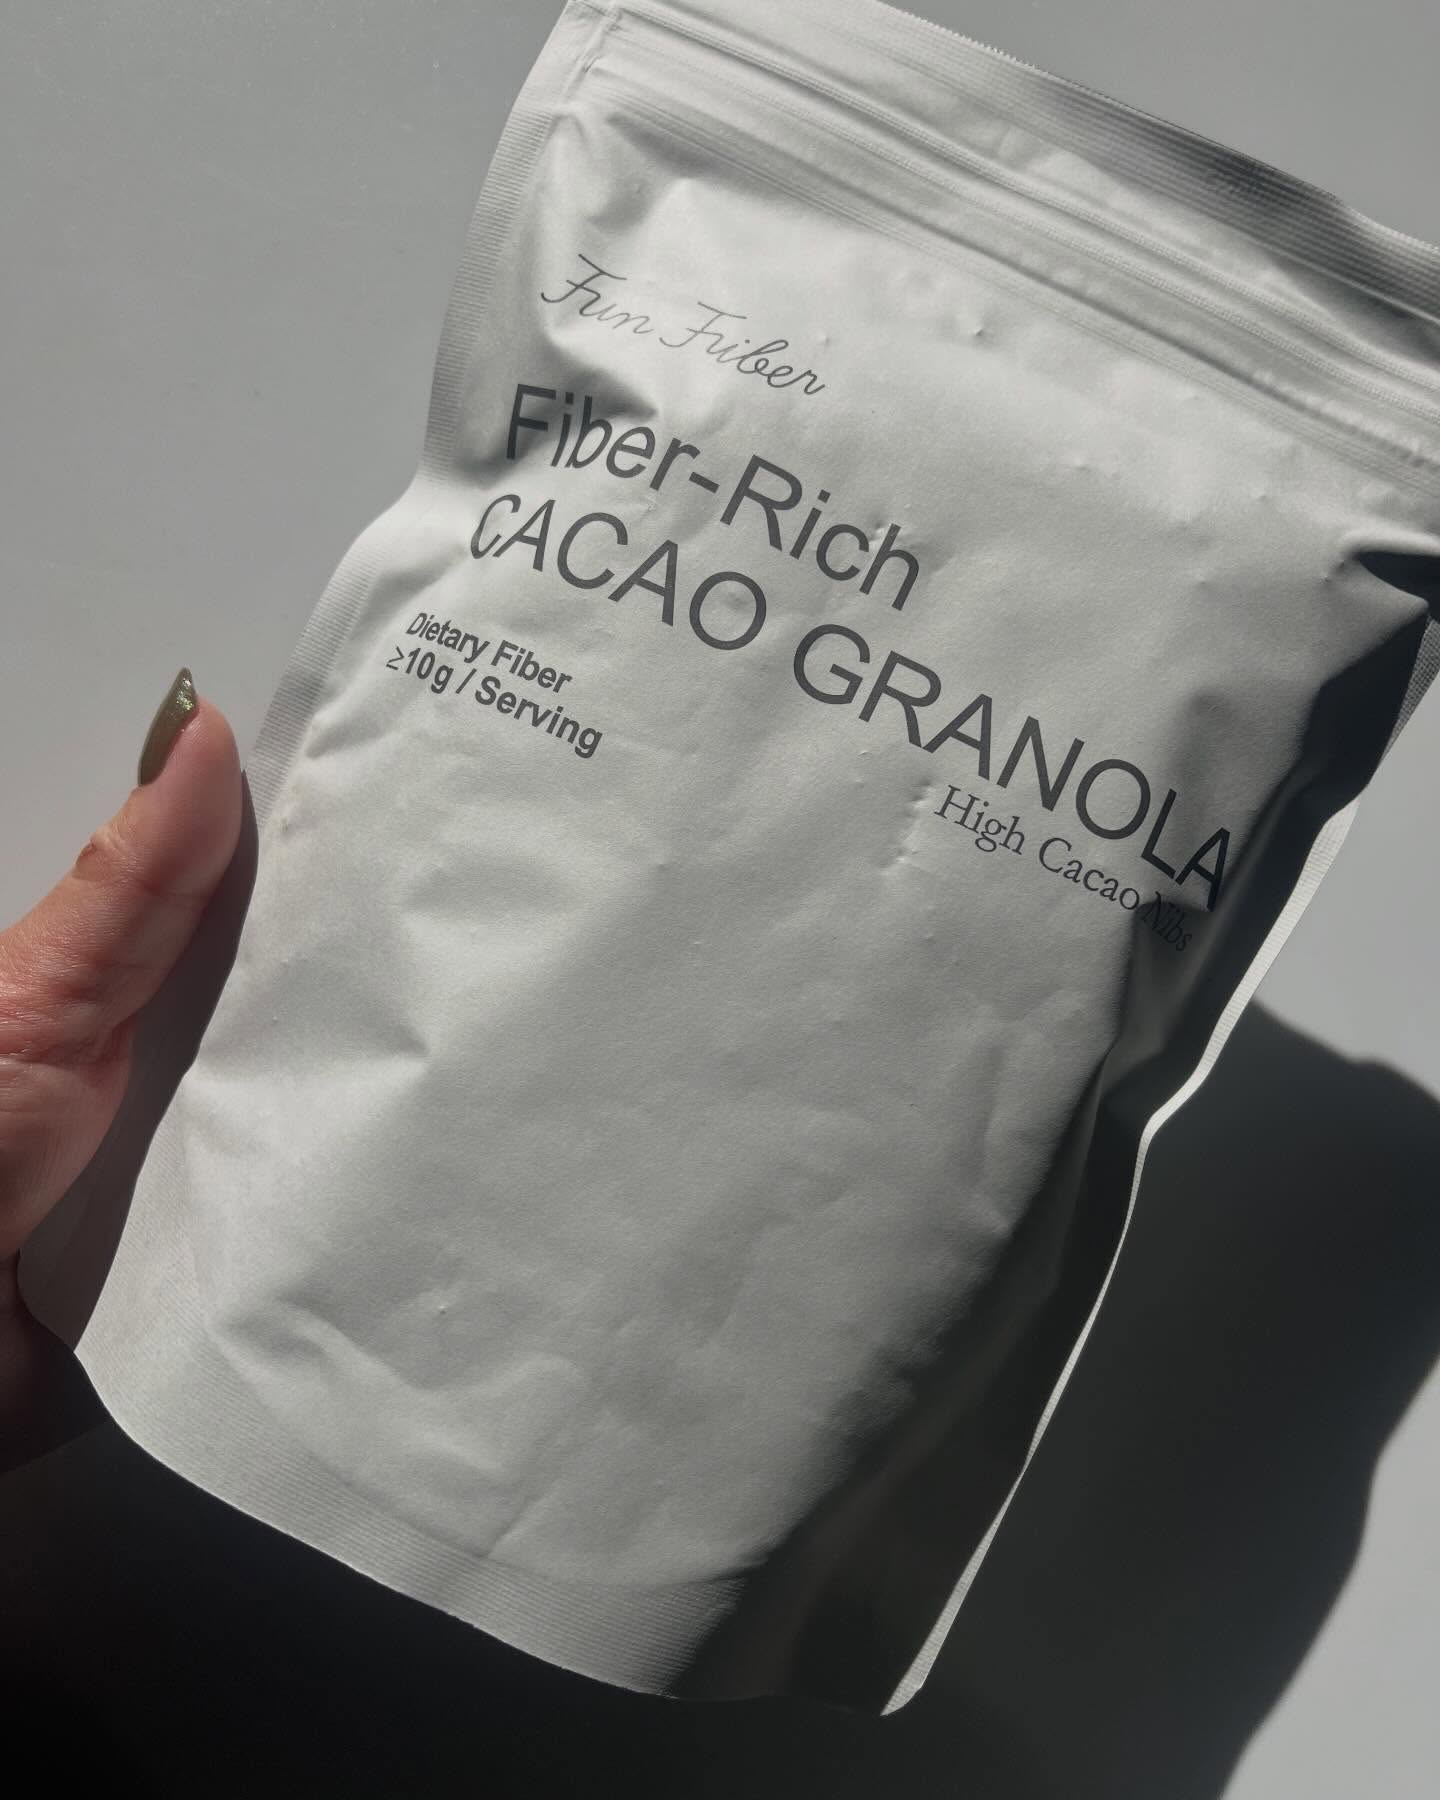 Fun Fiber
Fiber-Rich
CACAO GRANOLA
High Cacao Nibs
Dietary Fiber
≥10g / Serving